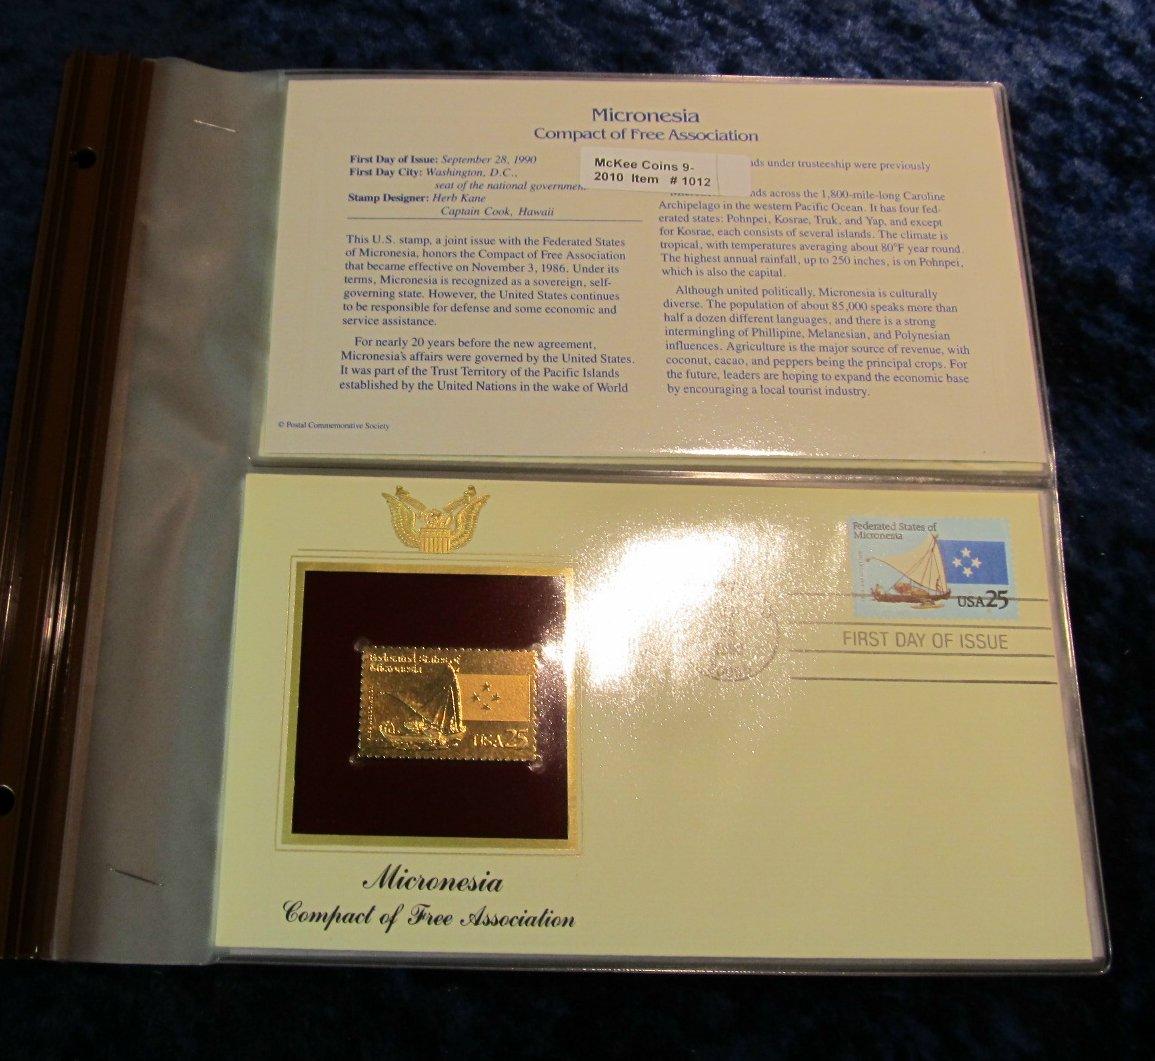 Micronesia
Compact of Free Association
First Day of Issue: September 28, 1990
First Day City: Washington, D.C.,
seat of the national government
Stamp Designer: Herb Kane
Captain Cook, Hawaii
This U.S. stamp, a joint issue with the Federated States
of Micronesia, honors the Compact of Free Association
that became effective on November 3, 1986. Under its
terms, Micronesia is recognized as a sovereign, self-
governing state. However, the United States continues
to be responsible for defense and some economic and
service assistance.
For nearly 20 years before the new agreement,
Micronesia's affairs were governed by the United States.
It was part of the Trust Territory of the Pacific Islands
established by the United Nations in the wake of World
McKee Coins 9-
2010 Item # 1012
under trusteeship were previously
across the 1,800-mile-long Caroline
Archipelago in the western Pacific Ocean. It has four fed-
erated states: Pohnpei, Kosrae, Truk, and Yap, and except
for Kosrae, each consists of several islands. The climate is
tropical, with temperatures averaging about 80°F year round.
The highest annual rainfall, up to 250 inches, is on Pohnpei,
which is also the capital.
Although united politically, Micronesia is culturally
diverse. The population of about 85,000 speaks more than
half a dozen different languages, and there is a strong
intermingling of Phillipine, Melanesian, and Polynesian
influences. Agriculture is the major source of revenue, with
coconut, cacao, and peppers being the principal crops. For
the future, leaders are hoping to expand the economic base
by encouraging a local tourist industry.
© Postal Commemorative Society
Federated States of
Micronesia
USA 25
FIRST DAY OF ISSUE
Federated States of
Micronesia
USA 25
Micronesia
Compact of Free Association